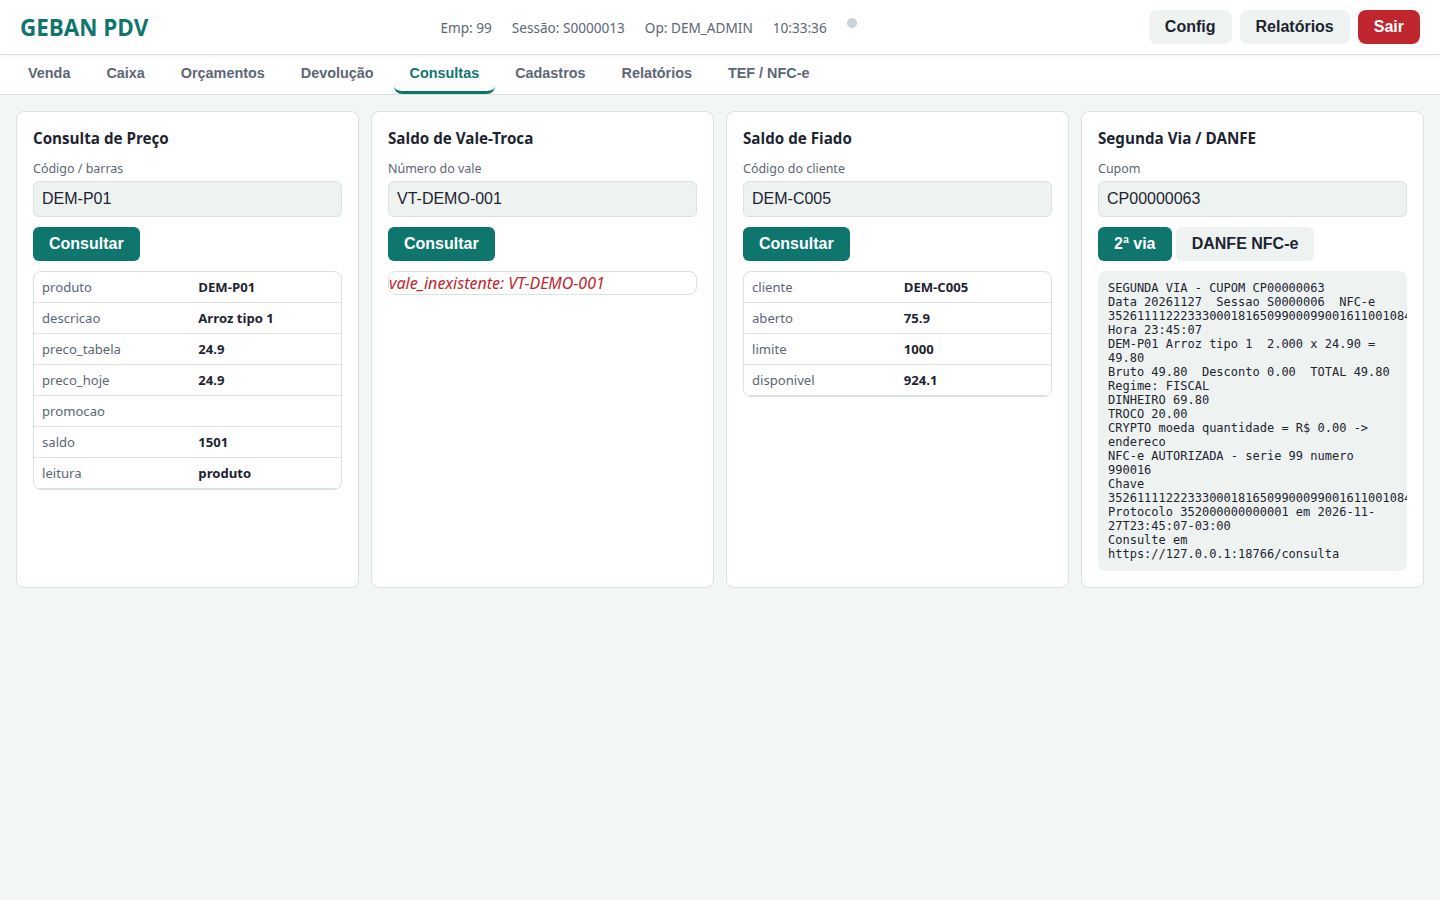 GEBAN PDV
Emp: 99 Sessão: S0000013 Op: DEM_ADMIN 10:33:36
Config Relatórios Sair
Venda Caixa Orçamentos Devolução Consultas Cadastros Relatórios TEF / NFC-e
Consulta de Preço
Código / barras
DEM-P01
Consultar
produto DEM-P01
descricao Arroz tipo 1
preco_tabela 24.9
preco_hoje 24.9
promocao
saldo 1501
leitura produto
Saldo de Vale-Troca
Número do vale
VT-DEMO-001
Consultar
vale_inexistente: VT-DEMO-001
Saldo de Fiado
Código do cliente
DEM-C005
Consultar
cliente DEM-C005
aberto 75.9
limite 1000
disponivel 924.1
Segunda Via / DANFE
Cupom
CP00000063
2ª via DANFE NFC-e
SEGUNDA VIA - CUPOM CP00000063
Data 20261127 Sessao S0000006 NFC-e
35261111222333000181650990009900161100108
Hora 23:45:07
DEM-P01 Arroz tipo 1 2.000 x 24.90 =
49.80
Bruto 49.80 Desconto 0.00 TOTAL 49.80
Regime: FISCAL
DINHEIRO 69.80
TROCO 20.00
CRYPTO moeda quantidade = R$ 0.00 ->
endereco
NFC-e AUTORIZADA - serie 99 numero
990016
Chave
35261111222333000181650990009900161100108
Protocolo 352000000000001 em 2026-11-
27T23:45:07-03:00
Consulte em
https://127.0.0.1:18766/consulta